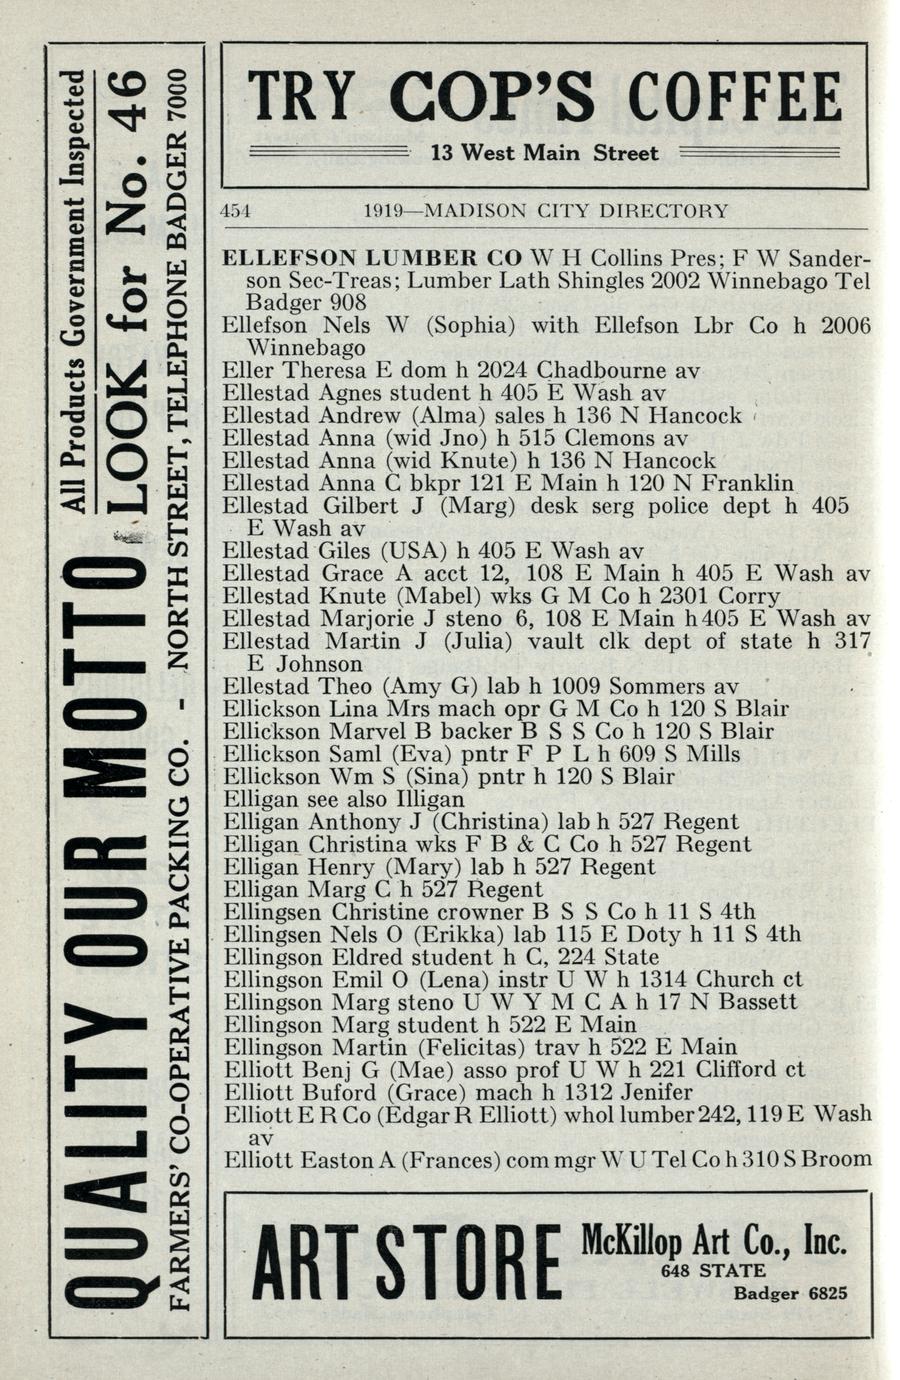 All Products Government Inspected
QUALITY OUR MOTTO LOOK for No. 46
FARMERS' CO-OPERATIVE PACKING CO. - NORTH STREET, TELEPHONE BADGER 7000
TRY COP'S COFFEE
13 West Main Street
454 1919—MADISON CITY DIRECTORY
ELLEFSON LUMBER CO W H Collins Pres; F W Sander-
son Sec-Treas; Lumber Lath Shingles 2002 Winnebago Tel
Badger 908
Ellefson Nels W (Sophia) with Ellefson Lbr Co h 2006
Winnebago
Eller Theresa E dom h 2024 Chadbourne av
Ellestad Agnes student h 405 E Wash av
Ellestad Andrew (Alma) sales h 136 N Hancock
Ellestad Anna (wid Jno) h 515 Clemons av
Ellestad Anna (wid Knute) h 136 N Hancock
Ellestad Anna C bkpr 121 E Main h 120 N Franklin
Ellestad Gilbert J (Marg) desk serg police dept h 405
E Wash av
Ellestad Giles (USA) h 405 E Wash av
Ellestad Grace A acct 12, 108 E Main h 405 E Wash av
Ellestad Knute (Mabel) wks G M Co h 2301 Corry
Ellestad Marjorie J steno 6, 108 E Main h 405 E Wash av
Ellestad Martin J (Julia) vault clk dept of state h 317
E Johnson
Ellestad Theo (Amy G) lab h 1009 Sommers av
Ellickson Lina Mrs mach opr G M Co h 120 S Blair
Ellickson Marvel B backer B S S Co h 120 S Blair
Ellickson Saml (Eva) pntr F P L h 609 S Mills
Ellickson Wm S (Sina) pntr h 120 S Blair
Elligan see also Illigan
Elligan Anthony J (Christina) lab h 527 Regent
Elligan Christina wks F B & C Co h 527 Regent
Elligan Henry (Mary) lab h 527 Regent
Elligan Marg C h 527 Regent
Ellingsen Christine crowner B S S Co h 11 S 4th
Ellingsen Nels O (Erikka) lab 115 E Doty h 11 S 4th
Ellingson Eldred student h C, 224 State
Ellingson Emil O (Lena) instr U W h 1314 Church ct
Ellingson Marg steno U W Y M C A h 17 N Bassett
Ellingson Marg student h 522 E Main
Ellingson Martin (Felicitas) trav h 522 E Main
Elliott Benj G (Mae) asso prof U W h 221 Clifford ct
Elliott Buford (Grace) mach h 1312 Jenifer
Elliott E R Co (Edgar R Elliott) whol lumber 242, 119 E Wash
av
Elliott Easton A (Frances) com mgr W U Tel Co h 310 S Broom
ART STORE McKillop Art Co., Inc.
648 STATE
Badger 6825